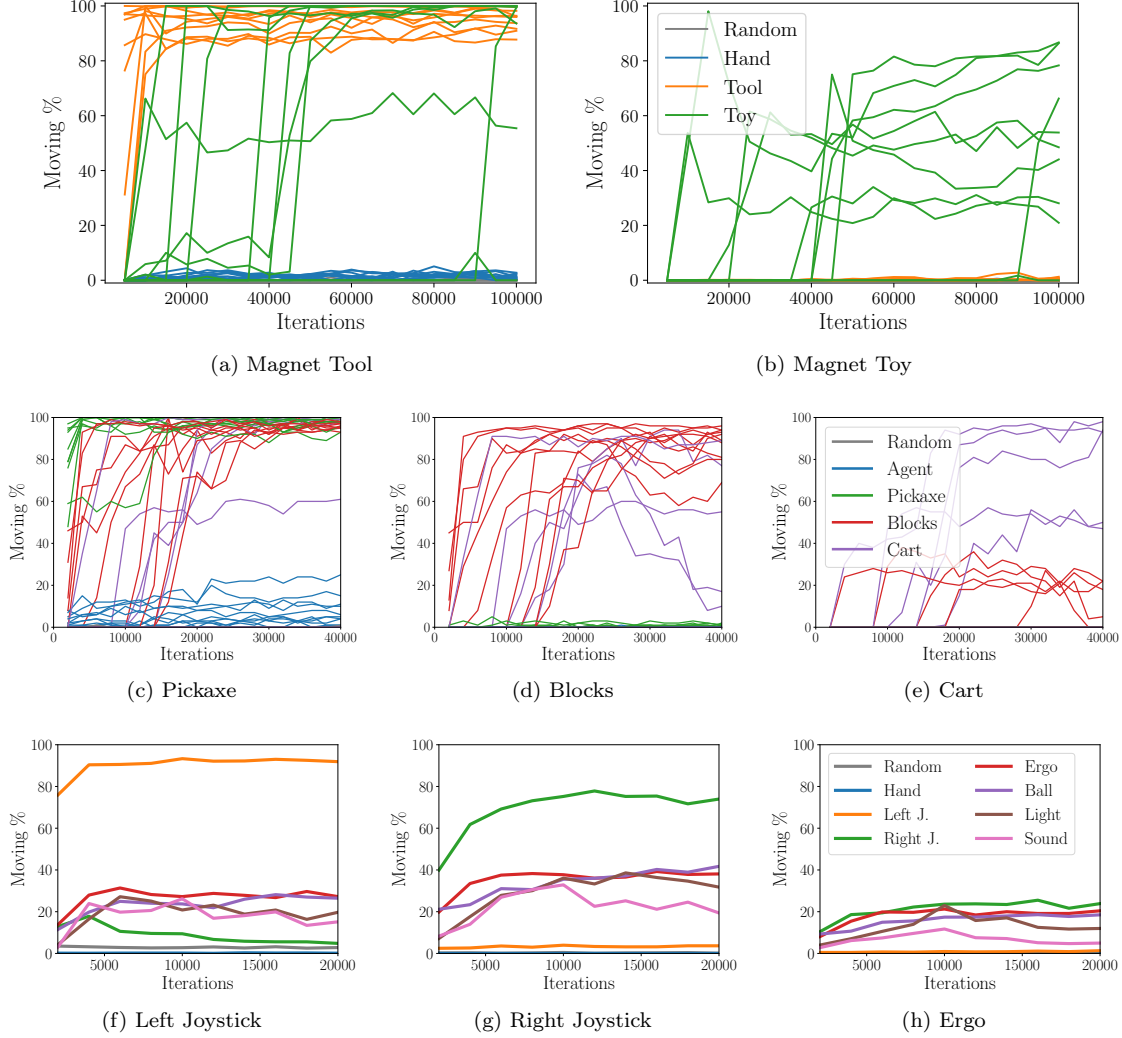 100
80
60
40
20
0
Moving %
20000 40000 60000 80000 100000
Iterations
(a) Magnet Tool
100
80
60
40
20
0
Moving %
Random
Hand
Tool
Toy
20000 40000 60000 80000 100000
Iterations
(b) Magnet Toy
100
80
60
40
20
0
Moving %
0 10000 20000 30000 40000
Iterations
(c) Pickaxe
100
80
60
40
20
0
Moving %
0 10000 20000 30000 40000
Iterations
(d) Blocks
100
80
60
40
20
0
Moving %
Random
Agent
Pickaxe
Blocks
Cart
0 10000 20000 30000 40000
Iterations
(e) Cart
100
80
60
40
20
0
Moving %
5000 10000 15000 20000
Iterations
(f) Left Joystick
100
80
60
40
20
0
Moving %
5000 10000 15000 20000
Iterations
(g) Right Joystick
100
80
60
40
20
0
Moving %
Random
Hand
Left J.
Right J.
Ergo
Ball
Light
Sound
5000 10000 15000 20000
Iterations
(h) Ergo